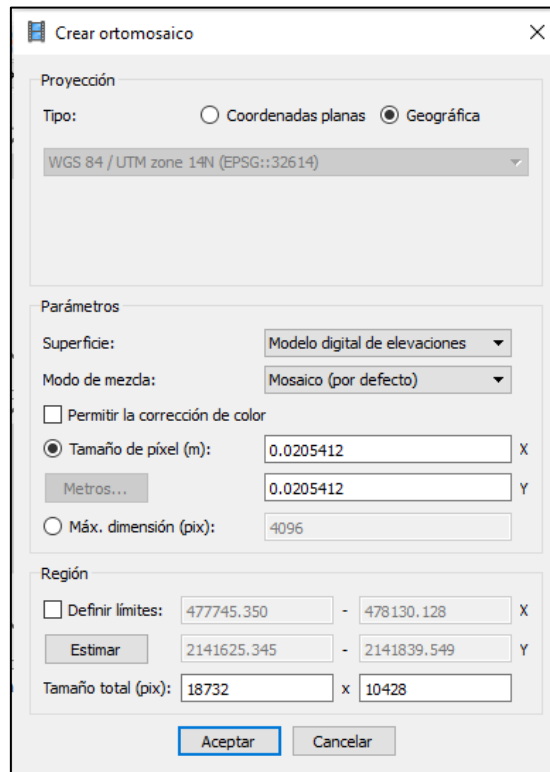 Crear ortomosaico
Proyección
Tipo: Coordenadas planas Geográfica
WGS 84 / UTM zone 14N (EPSG::32614)
Parámetros
Superficie: Modelo digital de elevaciones
Modo de mezcla: Mosaico (por defecto)
Permitir la corrección de color
Tamaño de píxel (m): 0.0205412 X
Metros... 0.0205412 Y
Máx. dimensión (pix): 4096
Región
Definir límites: 477745.350 - 478130.128 X
Estimar 2141625.345 - 2141839.549 Y
Tamaño total (pix): 18732 x 10428
Aceptar Cancelar